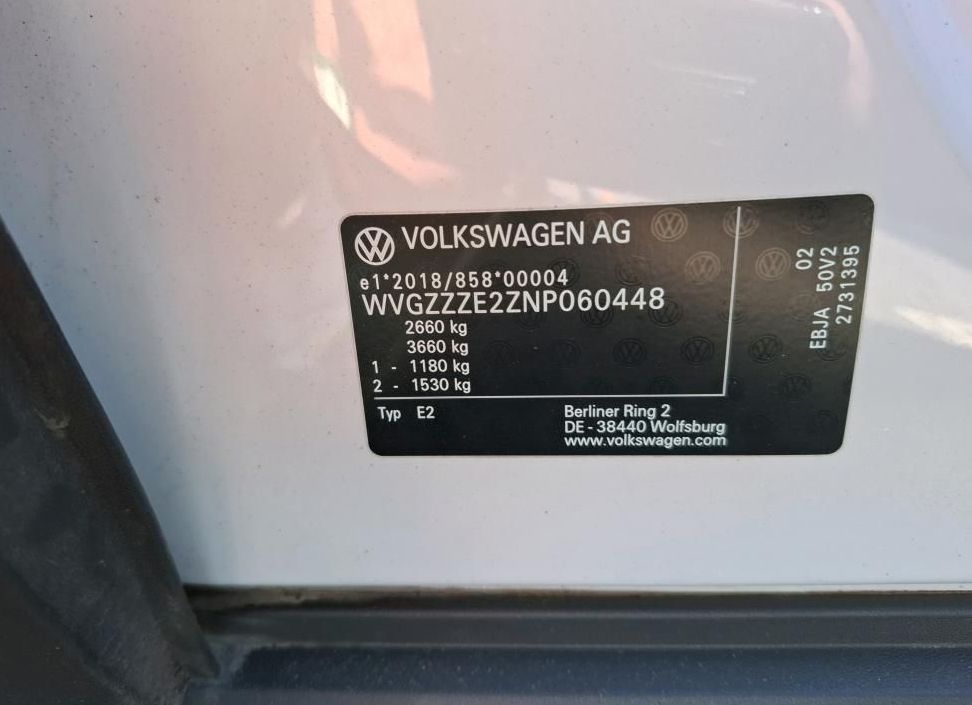 VOLKSWAGEN AG
e1*2018/858*00004
WVGZZZE2ZNP060448
2660 kg
3660 kg
1 - 1180 kg
2 - 1530 kg
Typ E2
Berliner Ring 2
DE - 38440 Wolfsburg
www.volkswagen.com
02
EBJA 50V2
2731395